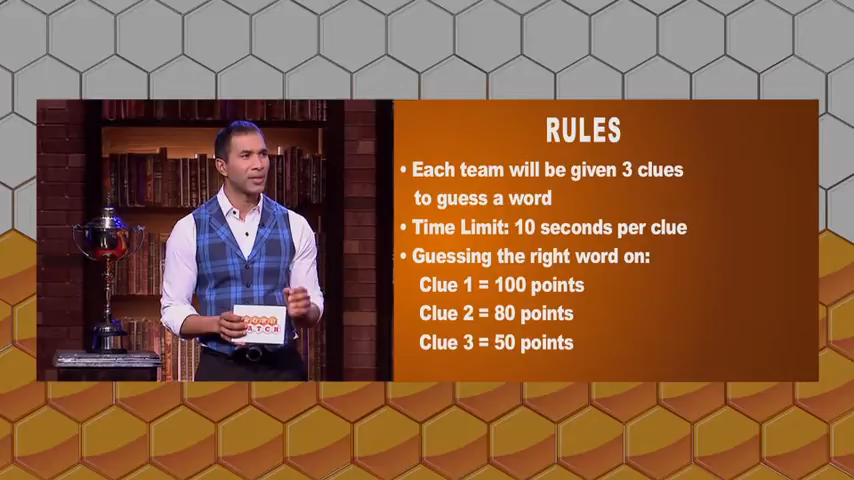 RULES
• Each team will be given 3 clues
to guess a word
• Time Limit: 10 seconds per clue
• Guessing the right word on:
Clue 1 = 100 points
Clue 2 = 80 points
Clue 3 = 50 points